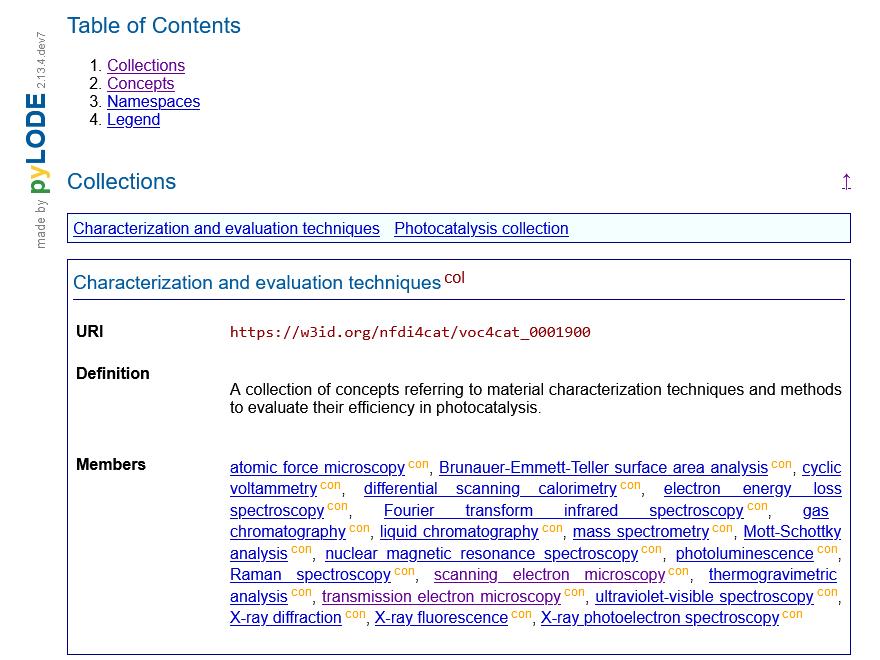 Table of Contents
1. Collections
2. Concepts
3. Namespaces
4. Legend
made by pyLODE 2.13.4.dev7
Collections ↑
Characterization and evaluation techniques Photocatalysis collection
Characterization and evaluation techniques col
URI https://w3id.org/nfdi4cat/voc4cat_0001900
Definition
A collection of concepts referring to material characterization techniques and methods
to evaluate their efficiency in photocatalysis.
Members atomic force microscopy con, Brunauer-Emmett-Teller surface area analysis con, cyclic
voltammetry con, differential scanning calorimetry con, electron energy loss
spectroscopy con, Fourier transform infrared spectroscopy con, gas
chromatography con, liquid chromatography con, mass spectrometry con, Mott-Schottky
analysis con, nuclear magnetic resonance spectroscopy con, photoluminescence con,
Raman spectroscopy con, scanning electron microscopy con, thermogravimetric
analysis con, transmission electron microscopy con, ultraviolet-visible spectroscopy con,
X-ray diffraction con, X-ray fluorescence con, X-ray photoelectron spectroscopy con